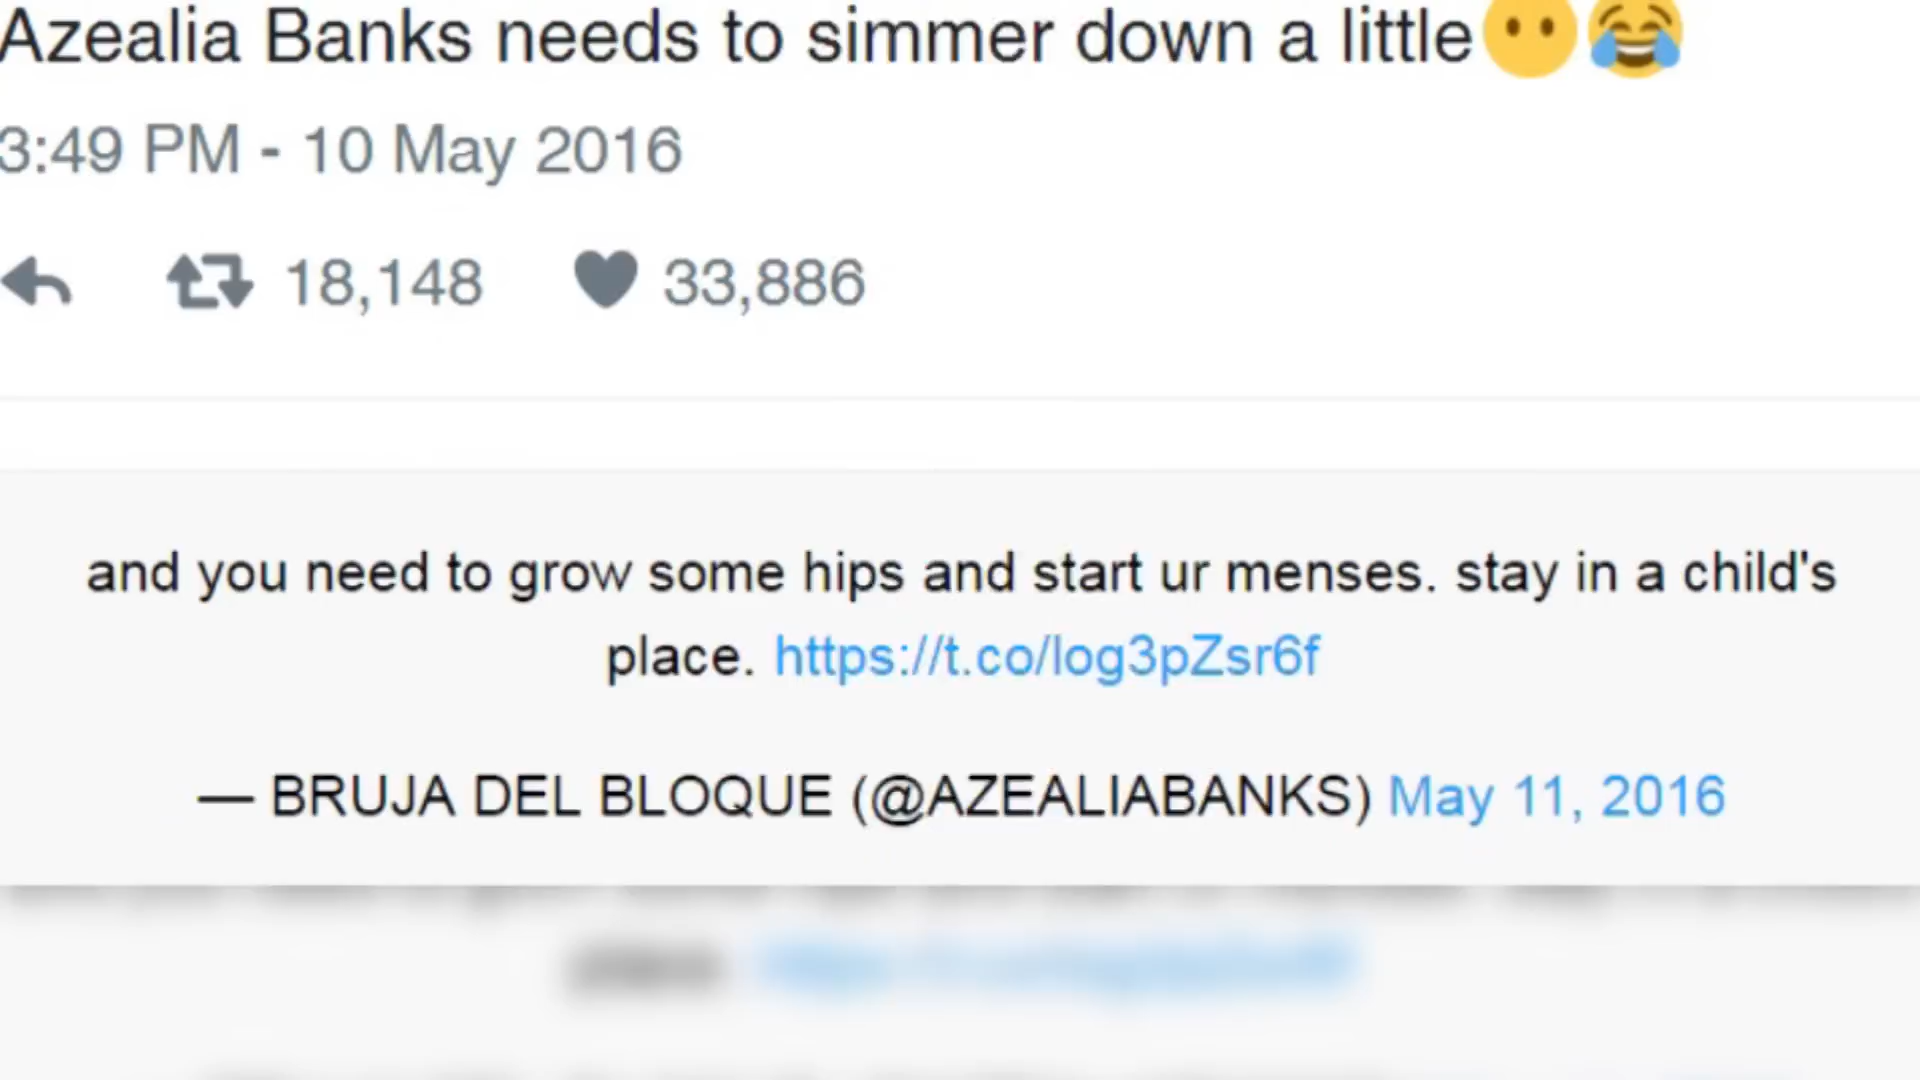 Azealia Banks needs to simmer down a little😶😂
3:49 PM - 10 May 2016
18,148 33,886
and you need to grow some hips and start ur menses. stay in a child's
place. https://t.co/log3pZsr6f
— BRUJA DEL BLOQUE (@AZEALIABANKS) May 11, 2016